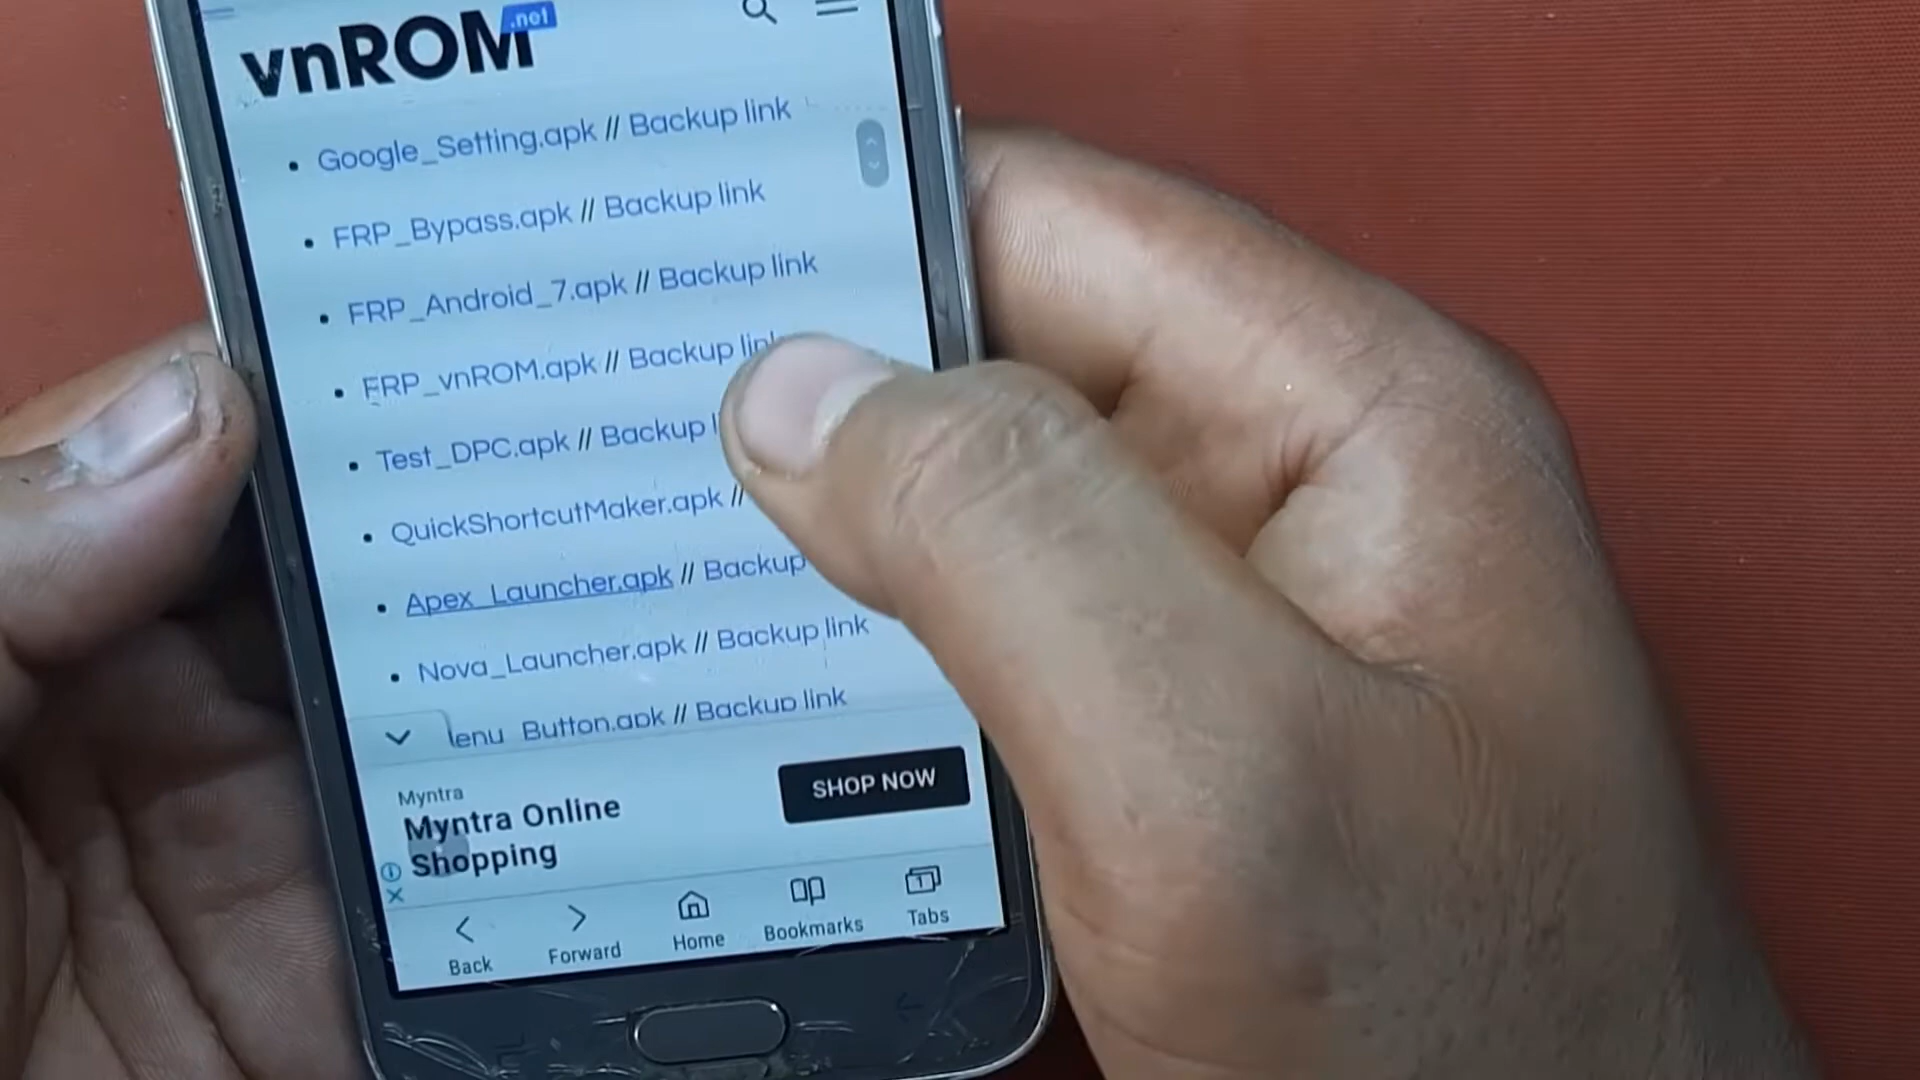 vnROM .net
Google_Setting.apk // Backup link
FRP_Bypass.apk // Backup link
FRP_Android_7.apk // Backup link
FRP_vnROM.apk // Backup link
Test_DPC.apk // Backup
QuickShortcutMaker.apk //
Apex_Launcher.apk // Backup
Nova_Launcher.apk // Backup link
Button.apk // Backup link
Myntra
Myntra Online
Shopping
SHOP NOW
Back
Forward
Home
Bookmarks
1
Tabs